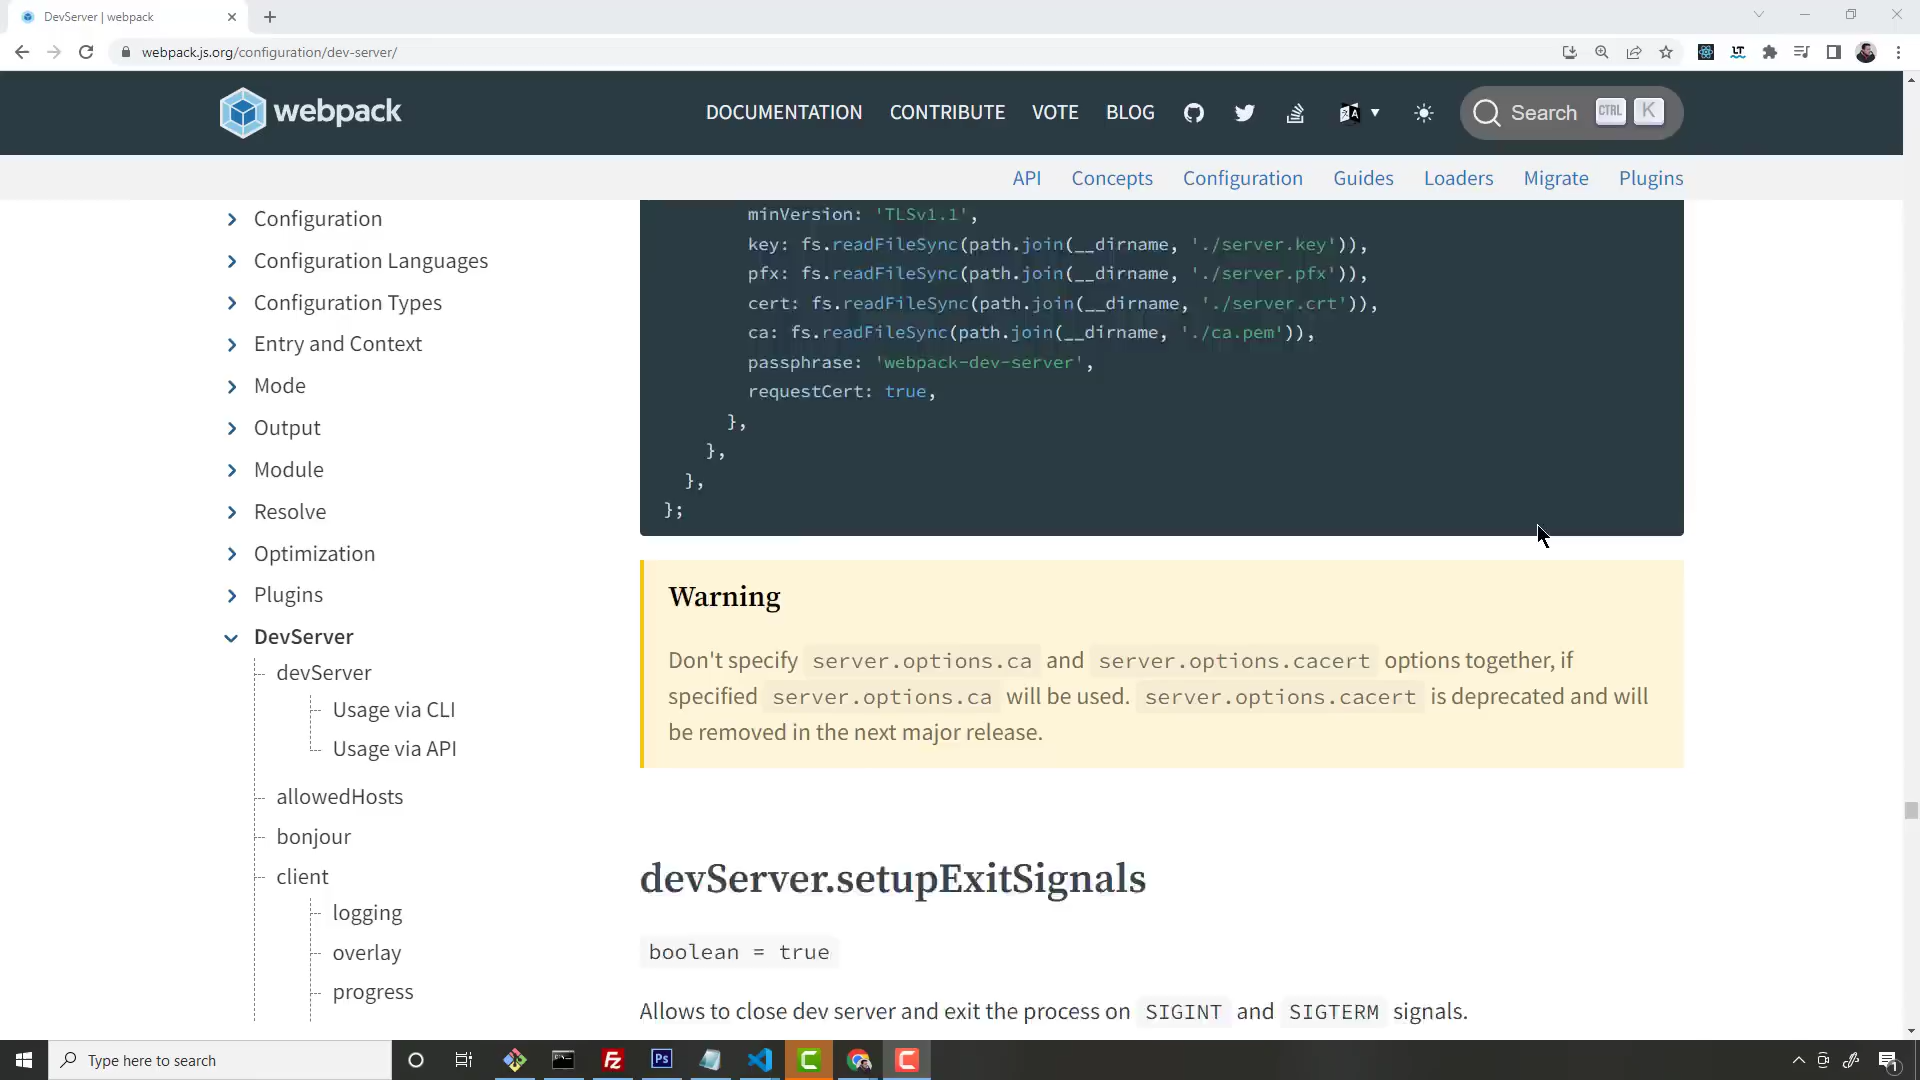 DevServer | webpack
webpack.js.org/configuration/dev-server/
webpack
DOCUMENTATION CONTRIBUTE VOTE BLOG Search CTRL K
API Concepts Configuration Guides Loaders Migrate Plugins
Configuration
Configuration Languages
Configuration Types
Entry and Context
Mode
Output
Module
Resolve
Optimization
Plugins
DevServer
devServer
Usage via CLI
Usage via API
allowedHosts
bonjour
client
logging
overlay
progress
minVersion: 'TLSv1.1',
key: fs.readFileSync(path.join(__dirname, './server.key')),
pfx: fs.readFileSync(path.join(__dirname, './server.pfx')),
cert: fs.readFileSync(path.join(__dirname, './server.crt')),
ca: fs.readFileSync(path.join(__dirname, './ca.pem')),
passphrase: 'webpack-dev-server',
requestCert: true,
},
},
},
};
Warning
Don't specify server.options.ca and server.options.cacert options together, if
specified server.options.ca will be used. server.options.cacert is deprecated and will
be removed in the next major release.
devServer.setupExitSignals
boolean = true
Allows to close dev server and exit the process on SIGINT and SIGTERM signals.
Type here to search